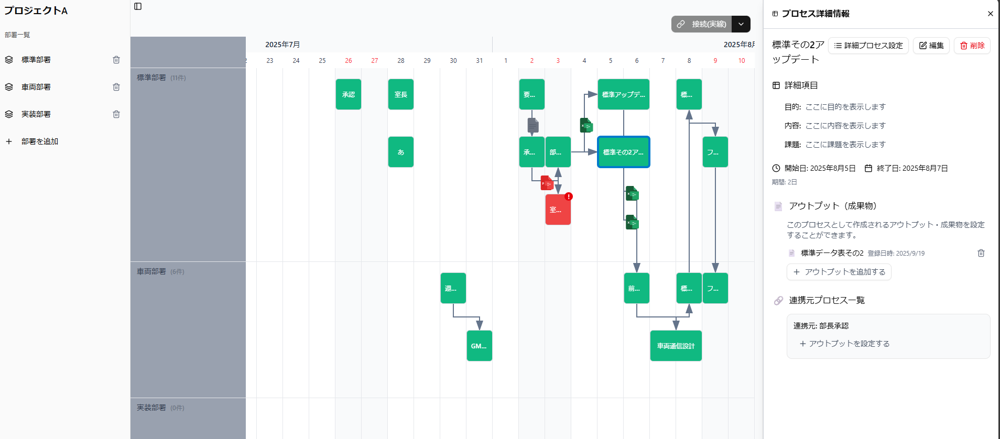 プロジェクトA
部署一覧
標準部署
車両部署
実装部署
部署を追加
接続(実線)
2025年7月
2025年8月
23 24 25 26 27 28 29 30 31 1 2 3 4 5 6 7 8 9 10
標準部署 (11件)
承認
室長
要...
標準アップデ...
標...
あ
承...
部...
標準その2ア...
フ...
室...
車両部署 (6件)
週...
前...
標...
フ...
GM...
車両通信設計
実装部署 (0件)
プロセス詳細情報
標準その2ア
ップデート
詳細プロセス設定
編集
削除
詳細項目
目的: ここに目的を表示します
内容: ここに内容を表示します
課題: ここに課題を表示します
開始日: 2025年8月5日 終了日: 2025年8月7日
期間: 2日
アウトプット（成果物）
このプロセスとして作成されるアウトプット・成果物を設定
することができます。
標準データ表その2 登録日時: 2025/9/19
アウトプットを追加する
連携元プロセス一覧
連携元: 部長承認
アウトプットを設定する